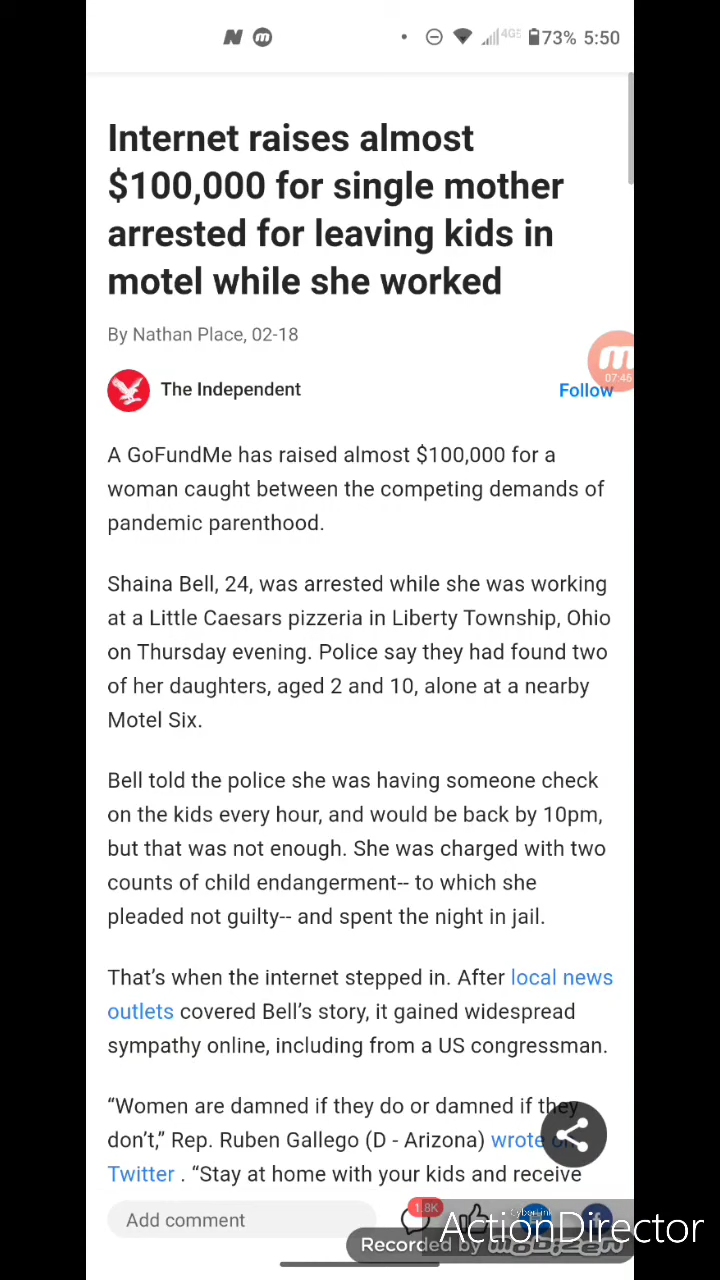 73% 5:50
Internet raises almost
$100,000 for single mother
arrested for leaving kids in
motel while she worked
By Nathan Place, 02-18
07:46
The Independent
Follow
A GoFundMe has raised almost $100,000 for a
woman caught between the competing demands of
pandemic parenthood.
Shaina Bell, 24, was arrested while she was working
at a Little Caesars pizzeria in Liberty Township, Ohio
on Thursday evening. Police say they had found two
of her daughters, aged 2 and 10, alone at a nearby
Motel Six.
Bell told the police she was having someone check
on the kids every hour, and would be back by 10pm,
but that was not enough. She was charged with two
counts of child endangerment-- to which she
pleaded not guilty-- and spent the night in jail.
That’s when the internet stepped in. After local news
outlets covered Bell’s story, it gained widespread
sympathy online, including from a US congressman.
“Women are damned if they do or damned if they
don’t,” Rep. Ruben Gallego (D - Arizona) wrote on
Twitter . “Stay at home with your kids and receive
Add comment
1.8K
CyberLink
ActionDirector
Recorded by mobizen